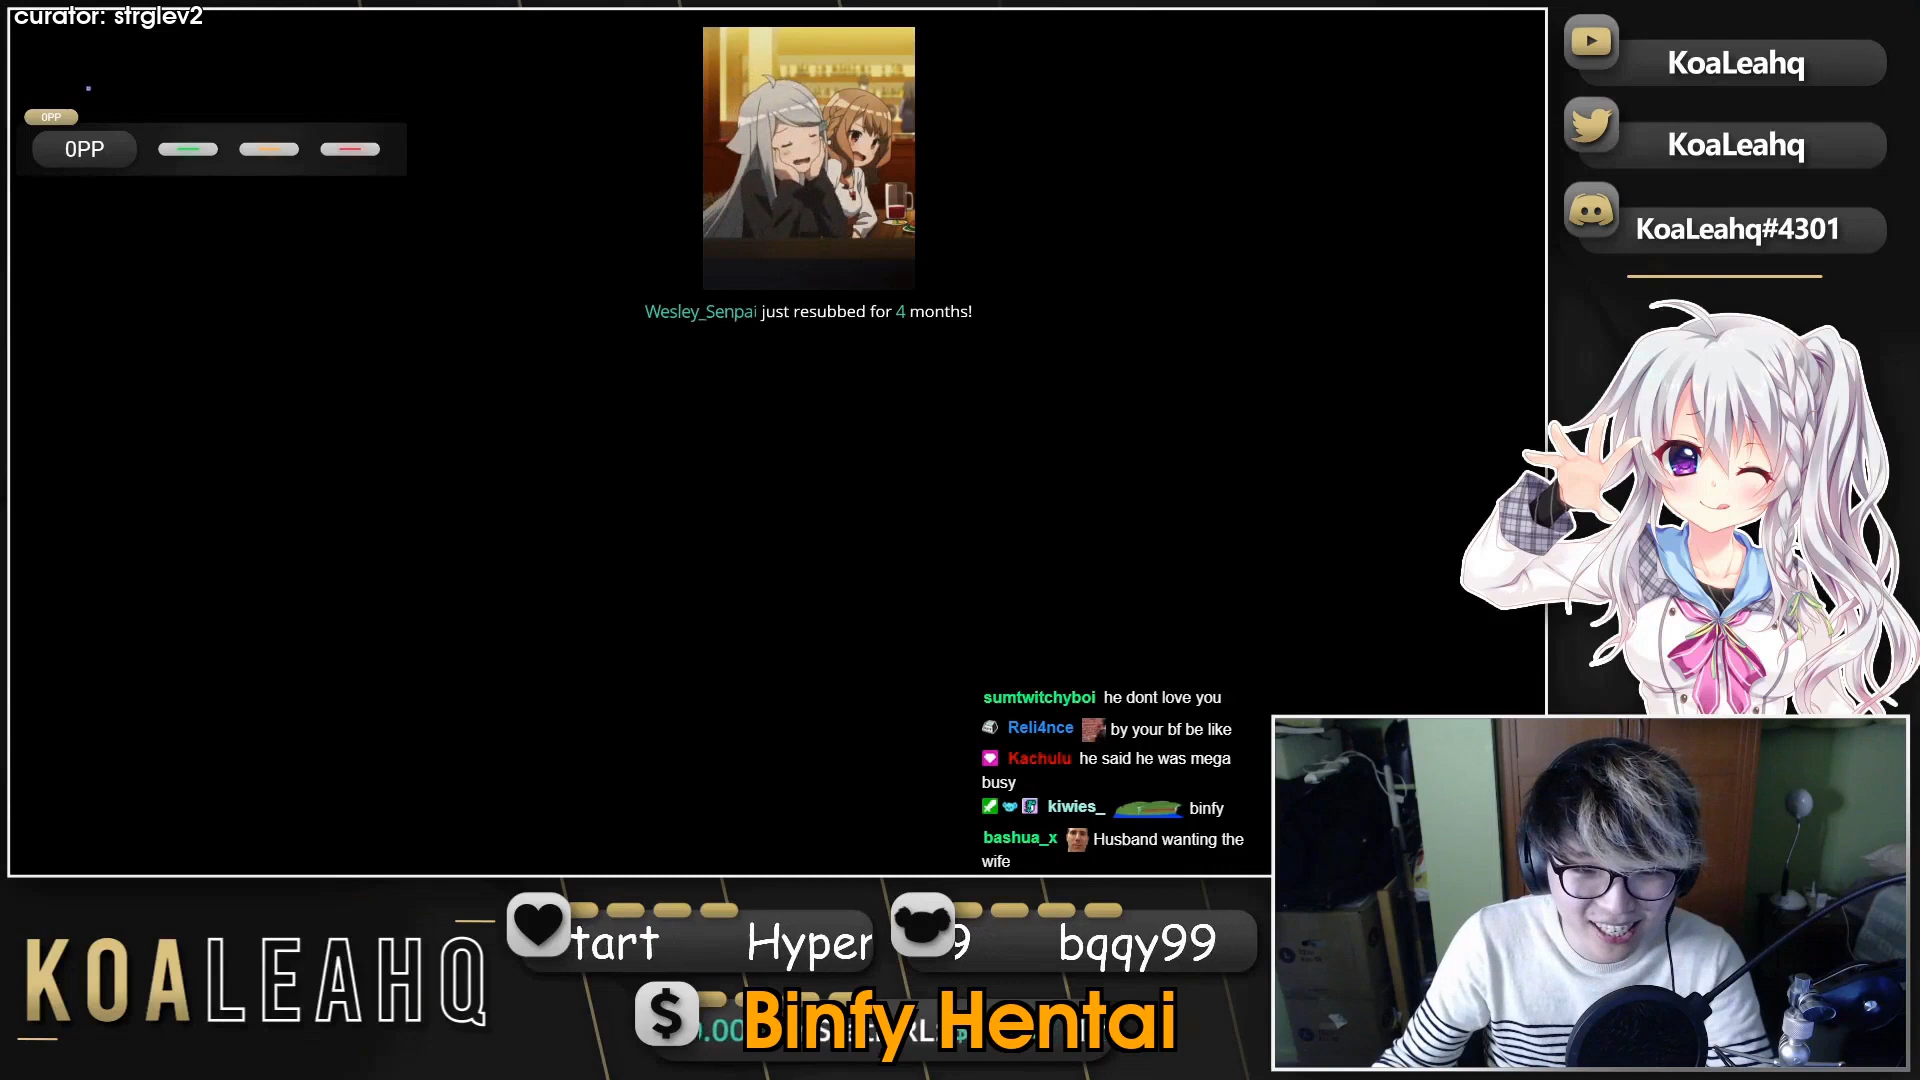 curator: strglev2
0PP
0PP
Wesley_Senpai just resubbed for 4 months!
KoaLeahq
KoaLeahq
KoaLeahq#4301
sumtwitchyboi he dont love you
Reli4nce by your bf be like
Kachulu he said he was mega
busy
kiwies_ binfy
bashua_x Husband wanting the
wife
KOALEAHQ
tart Hyper
9 bqqy99
$
Binfy Hentai